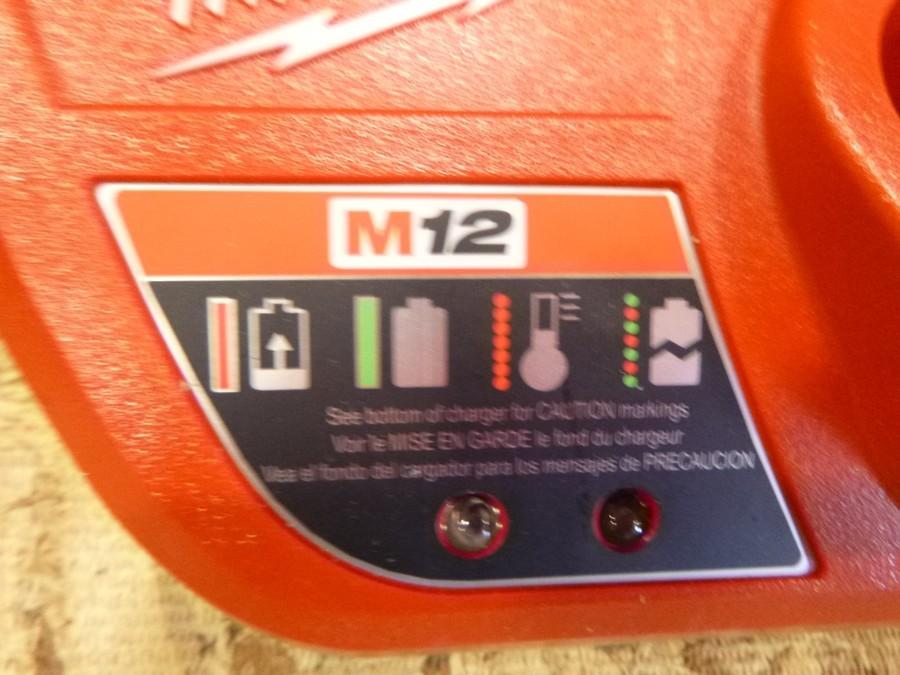 M12
See bottom of charger for CAUTION markings
Voir le MISE EN GARDE le fond du chargeur
Vea el fondo del cargador para los mensajes de PRECAUCION